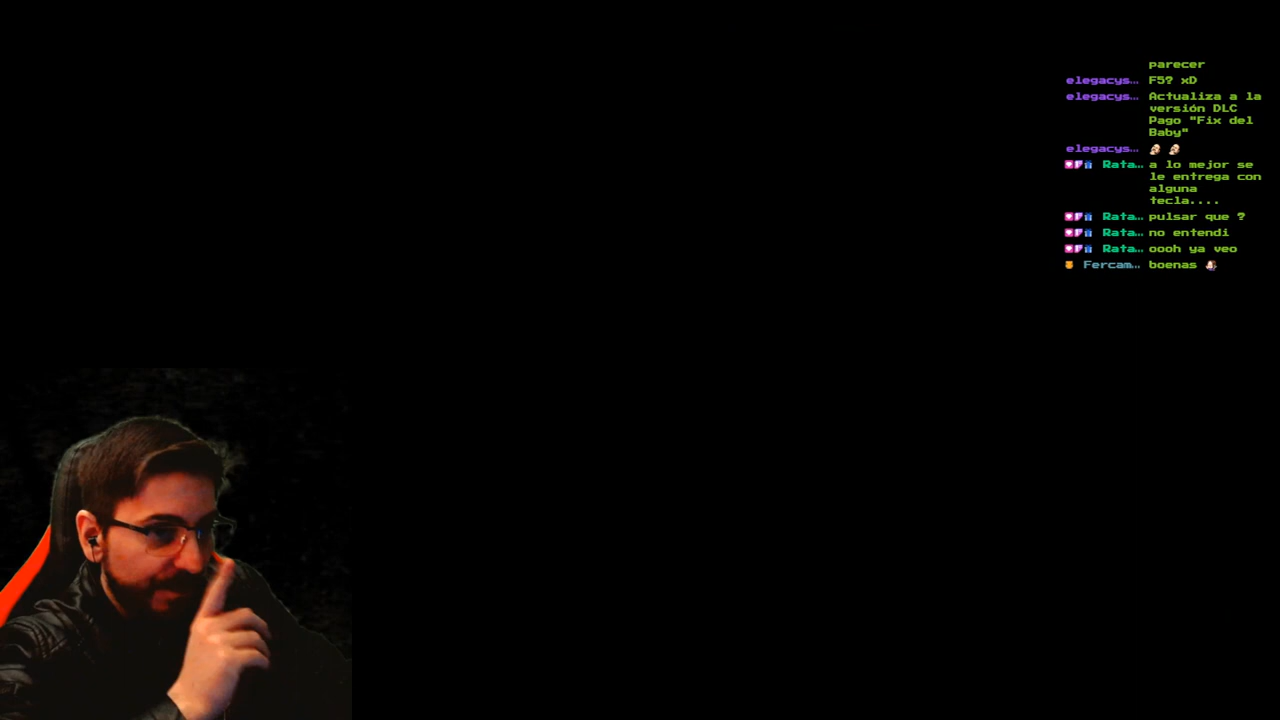 parecer
elegacys… F5? xD
elegacys… Actualiza a la
versión DLC
Pago "Fix del
Baby"
elegacys…
Rata… a lo mejor se
le entrega con
alguna
tecla....
Rata… pulsar que ?
Rata… no entendi
Rata… oooh ya veo
Fercam… boenas